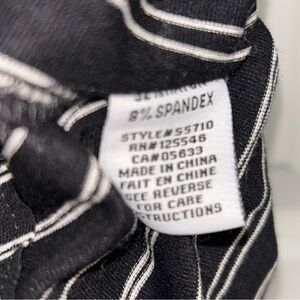 8% SPANDEX
STYLE#55710
RN#125546
CA#05633
MADE IN CHINA
FAIT EN CHINE
SEE REVERSE
FOR CARE